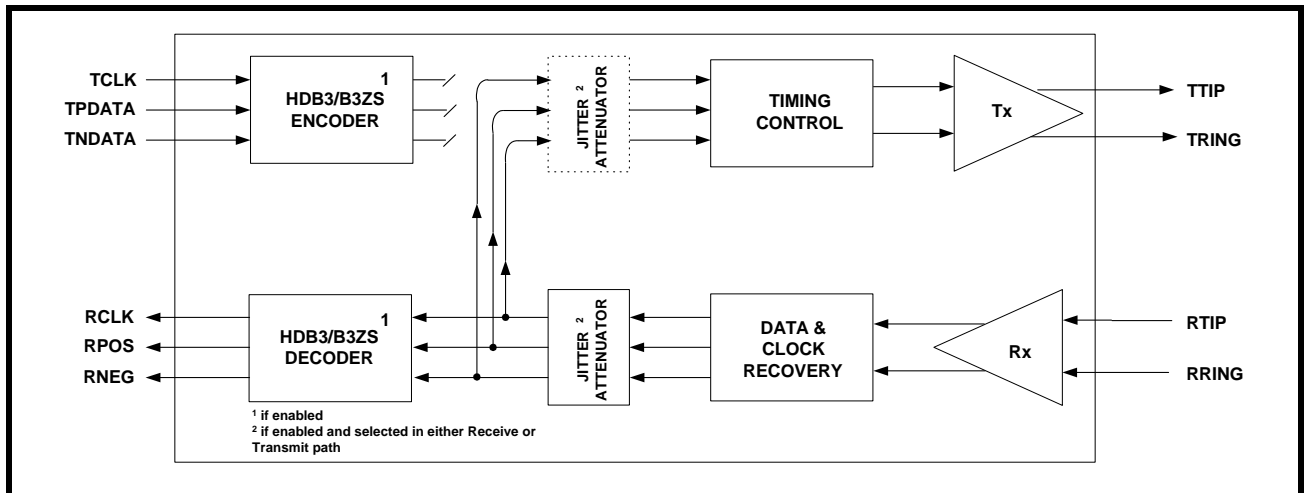 TCLK
TPDATA
TNDATA
HDB3/B3ZS
ENCODER
1
JITTER 2
ATTENUATOR
TIMING
CONTROL
Tx
TTIP
TRING
RCLK
RPOS
RNEG
HDB3/B3ZS
DECODER
1
JITTER 2
ATTENUATOR
DATA &
CLOCK
RECOVERY
Rx
RTIP
RRING
1 if enabled
2 if enabled and selected in either Receive or
Transmit path